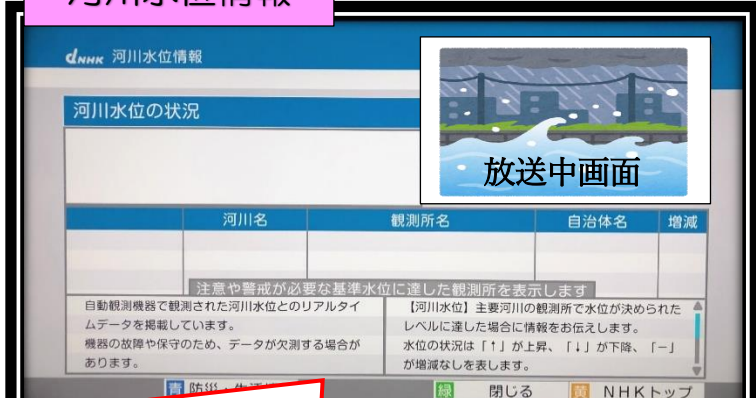 河川水位情報
dNHK 河川水位情報
河川水位の状況
放送中画面
河川名 観測所名 自治体名 増減
注意や警戒が必要な基準水位に達した観測所を表示します
自動観測機器で観測された河川水位とのリアルタイ
ムデータを掲載しています。
機器の故障や保守のため、データが欠測する場合が
あります。
【河川水位】主要河川の観測所で水位が決められた
レベルに達した場合に情報をお伝えします。
水位の状況は「↑」が上昇、「↓」が下降、「−」
が増減なしを表します。
青 防災・生活
緑 閉じる
黄 NHKトップ